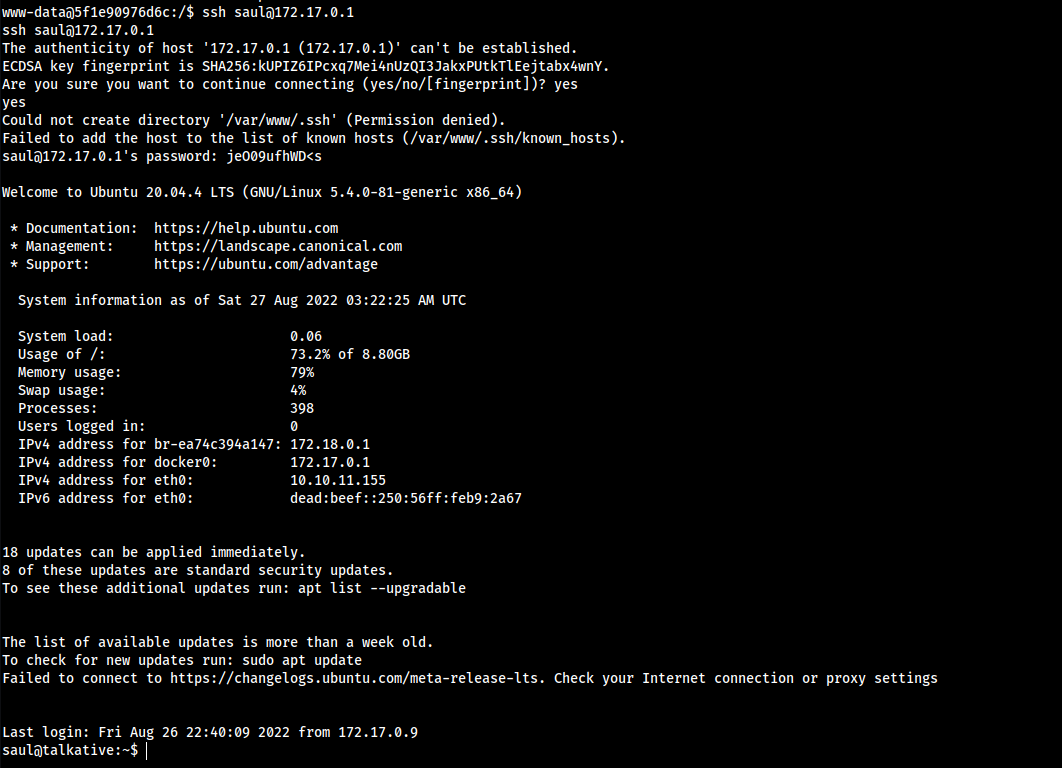 www-data@5f1e90976d6c:/$ ssh saul@172.17.0.1
ssh saul@172.17.0.1
The authenticity of host '172.17.0.1 (172.17.0.1)' can't be established.
ECDSA key fingerprint is SHA256:kUPIZ6IPcxq7Mei4nUzQI3JakxPUtkTlEejtabx4wnY.
Are you sure you want to continue connecting (yes/no/[fingerprint])? yes
yes
Could not create directory '/var/www/.ssh' (Permission denied).
Failed to add the host to the list of known hosts (/var/www/.ssh/known_hosts).
saul@172.17.0.1's password: jeO09ufhWD<s
Welcome to Ubuntu 20.04.4 LTS (GNU/Linux 5.4.0-81-generic x86_64)
* Documentation:  https://help.ubuntu.com
* Management:     https://landscape.canonical.com
* Support:        https://ubuntu.com/advantage
System information as of Sat 27 Aug 2022 03:22:25 AM UTC
System load:                      0.06
Usage of /:                       73.2% of 8.80GB
Memory usage:                     79%
Swap usage:                       4%
Processes:                        398
Users logged in:                  0
IPv4 address for br-ea74c394a147: 172.18.0.1
IPv4 address for docker0:         172.17.0.1
IPv4 address for eth0:            10.10.11.155
IPv6 address for eth0:            dead:beef::250:56ff:feb9:2a67
18 updates can be applied immediately.
8 of these updates are standard security updates.
To see these additional updates run: apt list --upgradable
The list of available updates is more than a week old.
To check for new updates run: sudo apt update
Failed to connect to https://changelogs.ubuntu.com/meta-release-lts. Check your Internet connection or proxy settings
Last login: Fri Aug 26 22:40:09 2022 from 172.17.0.9
saul@talkative:~$